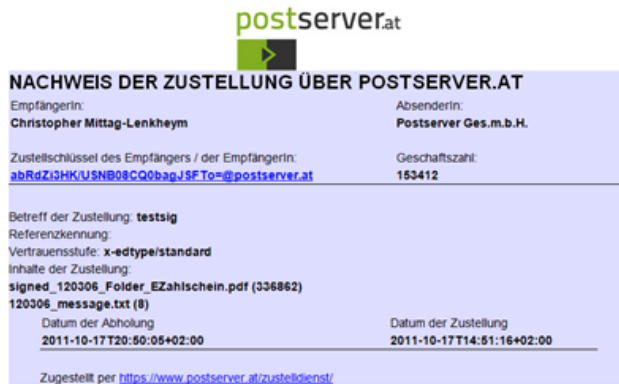 postserver.at
NACHWEIS DER ZUSTELLUNG ÜBER POSTSERVER.AT
EmpfängerIn: AbsenderIn:
Christopher Mittag-Lenkheym Postserver Ges.m.b.H.
Zustellschlüssel des Empfängers / der EmpfängerIn: Geschaftszahl:
abRdZi3HK/USNB08CQ0bagJSFTo=@postserver.at 153412
Betreff der Zustellung: testsig
Referenzkennung:
Vertrauensstufe: x-edtype/standard
Inhalte der Zustellung:
signed_120306_Folder_EZahlschein.pdf (336862)
120306_message.txt (8)
Datum der Abholung Datum der Zustellung
2011-10-17T20:50:05+02:00 2011-10-17T14:51:16+02:00
Zugestellt per https://www.postserver.at/zustelldienst/